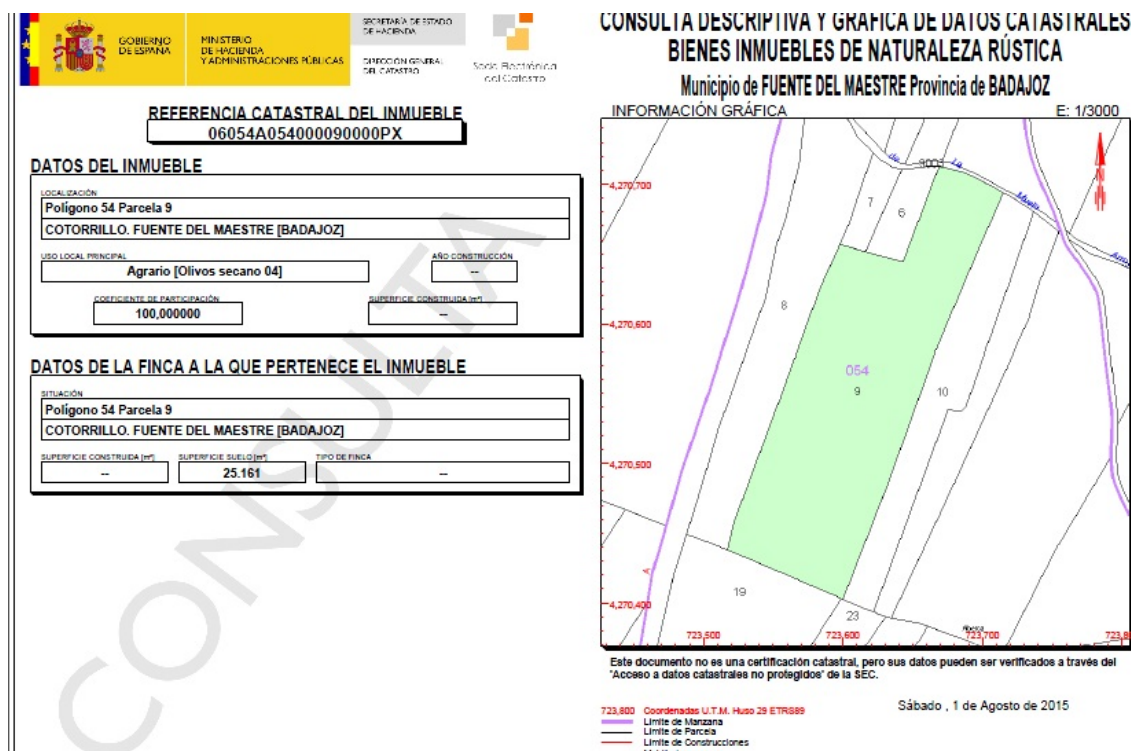 GOBIERNO
DE ESPAÑA
MINISTERIO
DE HACIENDA
Y ADMINISTRACIONES PÚBLICAS
SECRETARÍA DE ESTADO
DE HACIENDA
DIRECCIÓN GENERAL
DEL CATASTRO
Sede Electrónica
del Catastro
REFERENCIA CATASTRAL DEL INMUEBLE
06054A054000090000PX
DATOS DEL INMUEBLE
LOCALIZACIÓN
Polígono 54 Parcela 9
COTORRILLO. FUENTE DEL MAESTRE [BADAJOZ]
USO LOCAL PRINCIPAL
Agrario [Olivos secano 04]
AÑO CONSTRUCCIÓN
--
COEFICIENTE DE PARTICIPACIÓN
100,000000
SUPERFICIE CONSTRUIDA [m²]
--
DATOS DE LA FINCA A LA QUE PERTENECE EL INMUEBLE
SITUACIÓN
Polígono 54 Parcela 9
COTORRILLO. FUENTE DEL MAESTRE [BADAJOZ]
SUPERFICIE CONSTRUIDA [m²]
--
SUPERFICIE SUELO [m²]
25.161
TIPO DE FINCA
--
CONSULTA
CONSULTA DESCRIPTIVA Y GRÁFICA DE DATOS CATASTRALES
BIENES INMUEBLES DE NATURALEZA RÚSTICA
Municipio de FUENTE DEL MAESTRE Provincia de BADAJOZ
INFORMACIÓN GRÁFICA
E: 1/3000
de La
4,270,700
7
6
8
4,270,600
054
9
10
4,270,500
4,270,400
19
23
723,500
723,600
723,700
Este documento no es una certificación catastral, pero sus datos pueden ser verificados a través del
"Acceso a datos catastrales no protegidos" de la SEC.
Sábado , 1 de Agosto de 2015
723,800 Coordenadas U.T.M. Huso 29 ETRS89
Límite de Manzana
Límite de Parcela
Límite de Construcciones